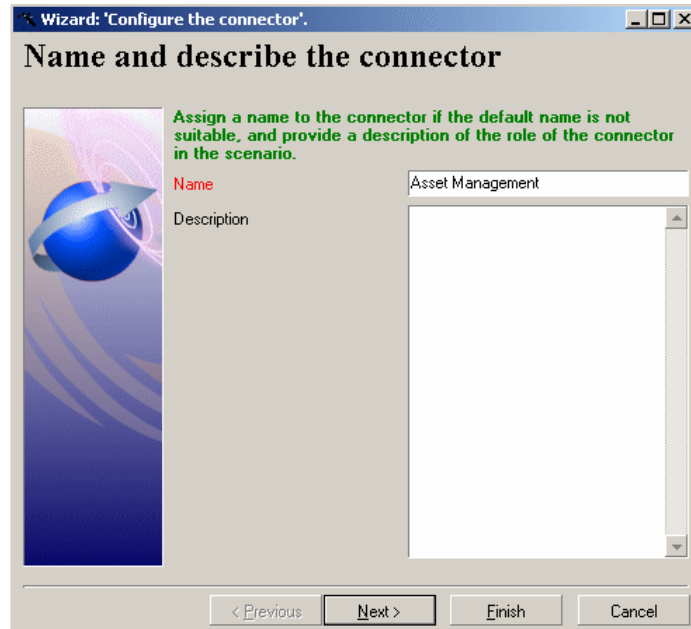 Wizard: 'Configure the connector'.
Name and describe the connector
Assign a name to the connector if the default name is not
suitable, and provide a description of the role of the connector
in the scenario.
Name
Asset Management
Description
< Previous
Next >
Finish
Cancel